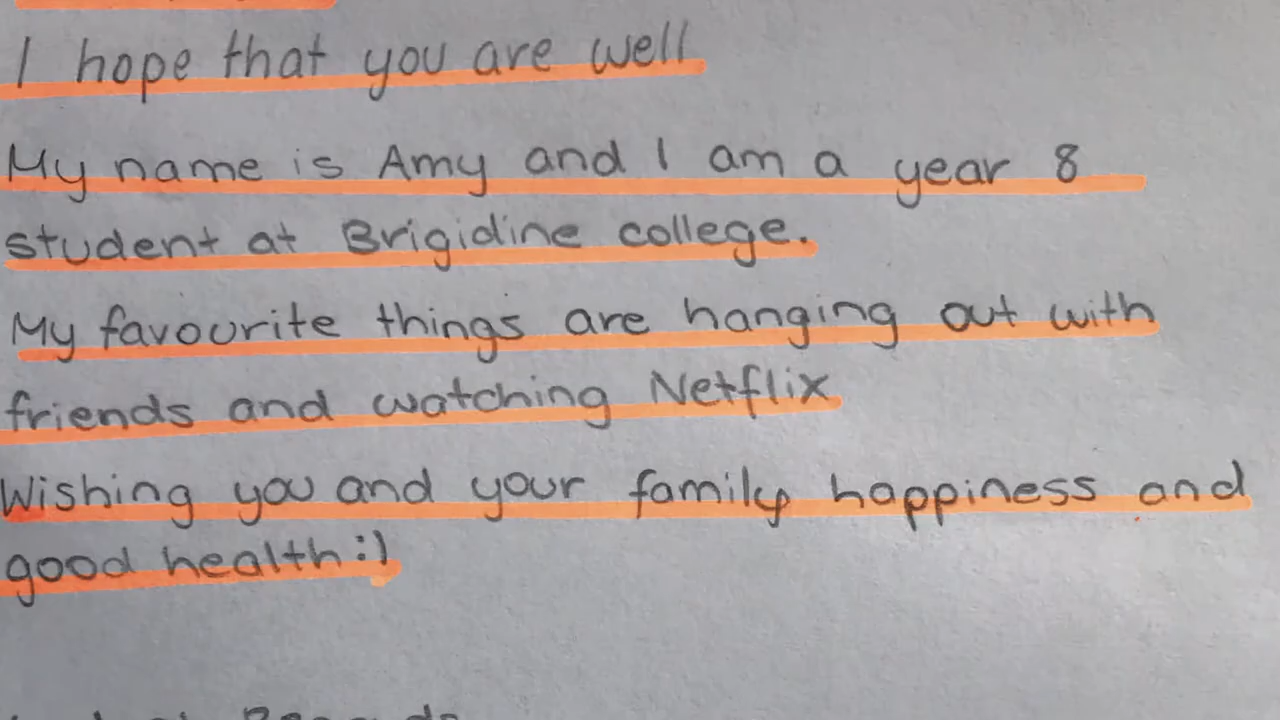 I hope that you are well
My name is Amy and I am a year 8
student at Brigidine college.
My favourite things are hanging out with
friends and watching Netflix
Wishing you and your family happiness and
good health:)